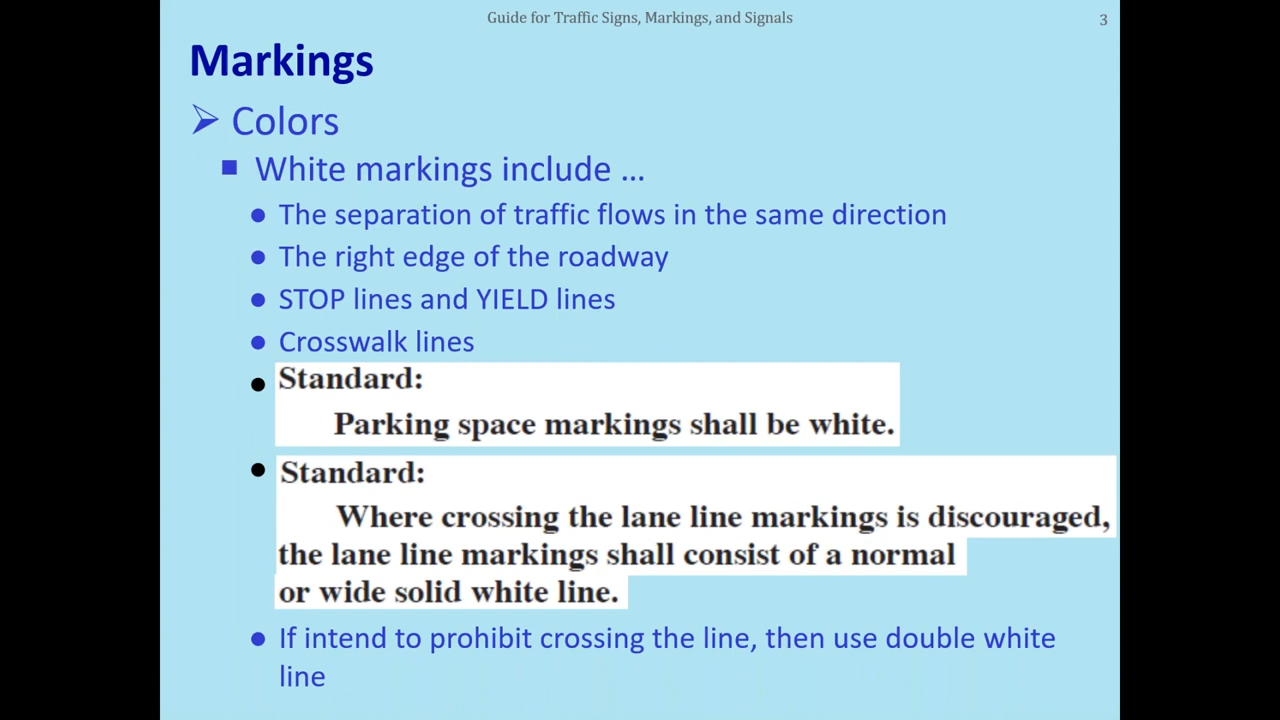 Guide for Traffic Signs, Markings, and Signals
3
Markings
Colors
White markings include ...
The separation of traffic flows in the same direction
The right edge of the roadway
STOP lines and YIELD lines
Crosswalk lines
Standard:
Parking space markings shall be white.
Standard:
Where crossing the lane line markings is discouraged,
the lane line markings shall consist of a normal
or wide solid white line.
If intend to prohibit crossing the line, then use double white
line